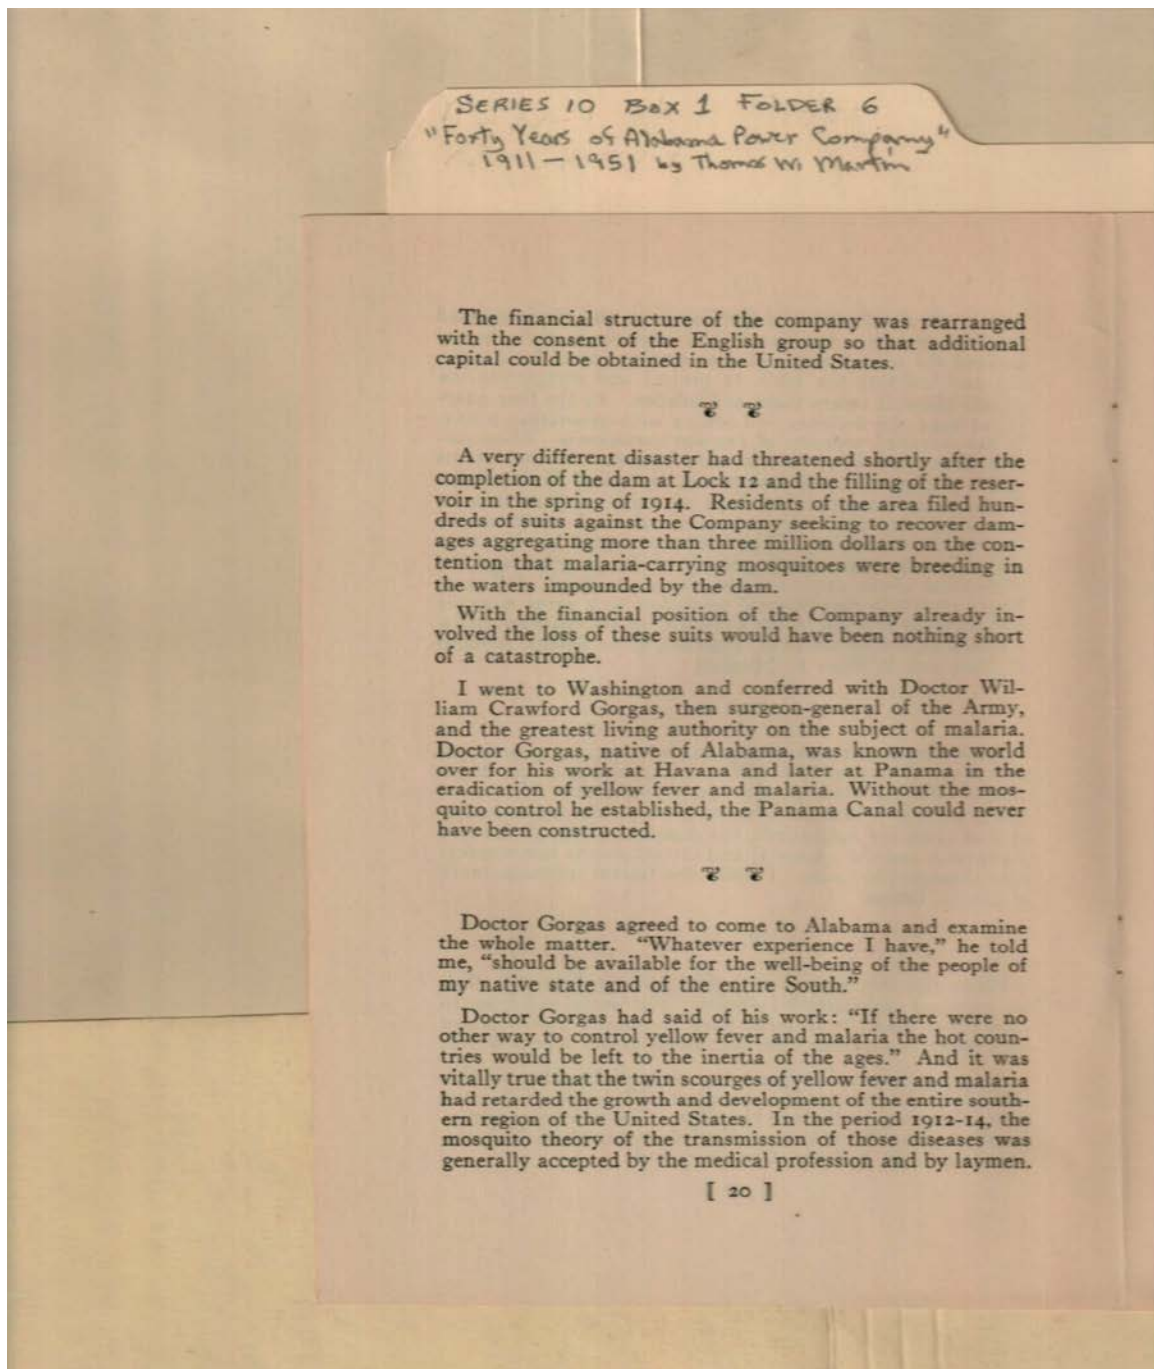 SERIES 10 BOX 1 FOLDER 6
"Forty Years of Alabama Power Company"
1911-1951 by Thomas W. Martin
The financial structure of the company was rearranged
with the consent of the English group so that additional
capital could be obtained in the United States.
A very different disaster had threatened shortly after the
completion of the dam at Lock 12 and the filling of the reser-
voir in the spring of 1914. Residents of the area filed hun-
dreds of suits against the Company seeking to recover dam-
ages aggregating more than three million dollars on the con-
tention that malaria-carrying mosquitoes were breeding in
the waters impounded by the dam.
With the financial position of the Company already in-
volved the loss of these suits would have been nothing short
of a catastrophe.
I went to Washington and conferred with Doctor Wil-
liam Crawford Gorgas, then surgeon-general of the Army,
and the greatest living authority on the subject of malaria.
Doctor Gorgas, native of Alabama, was known the world
over for his work at Havana and later at Panama in the
eradication of yellow fever and malaria. Without the mos-
quito control he established, the Panama Canal could never
have been constructed.
Doctor Gorgas agreed to come to Alabama and examine
the whole matter. “Whatever experience I have,” he told
me, “should be available for the well-being of the people of
my native state and of the entire South.”
Doctor Gorgas had said of his work: “If there were no
other way to control yellow fever and malaria the hot coun-
tries would be left to the inertia of the ages.” And it was
vitally true that the twin scourges of yellow fever and malaria
had retarded the growth and development of the entire south-
ern region of the United States. In the period 1912-14, the
mosquito theory of the transmission of those diseases was
generally accepted by the medical profession and by laymen.
[ 20 ]